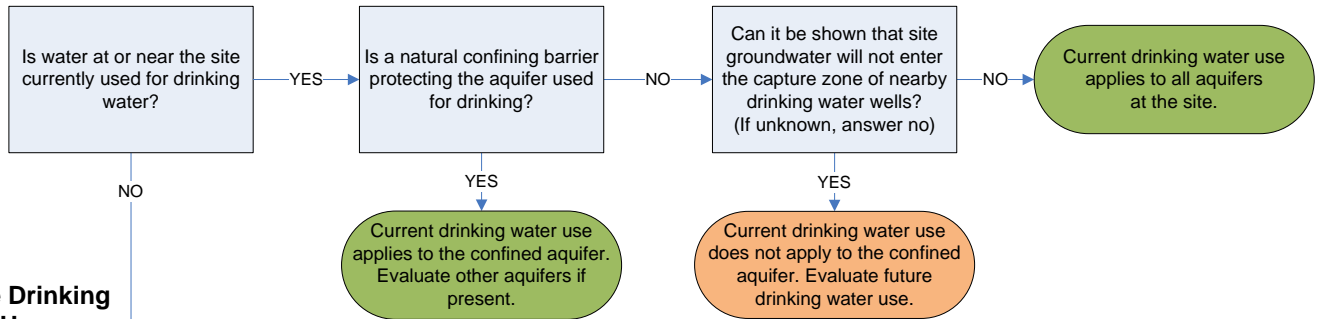 Is water at or near the site
currently used for drinking
water?
YES
Is a natural confining barrier
protecting the aquifer used
for drinking?
NO
Can it be shown that site
groundwater will not enter
the capture zone of nearby
drinking water wells?
(If unknown, answer no)
NO
Current drinking water use
applies to all aquifers
at the site.
NO
YES
YES
Current drinking water use
applies to the confined aquifer.
Evaluate other aquifers if
present.
Current drinking water use
does not apply to the confined
aquifer. Evaluate future
drinking water use.
Drinking